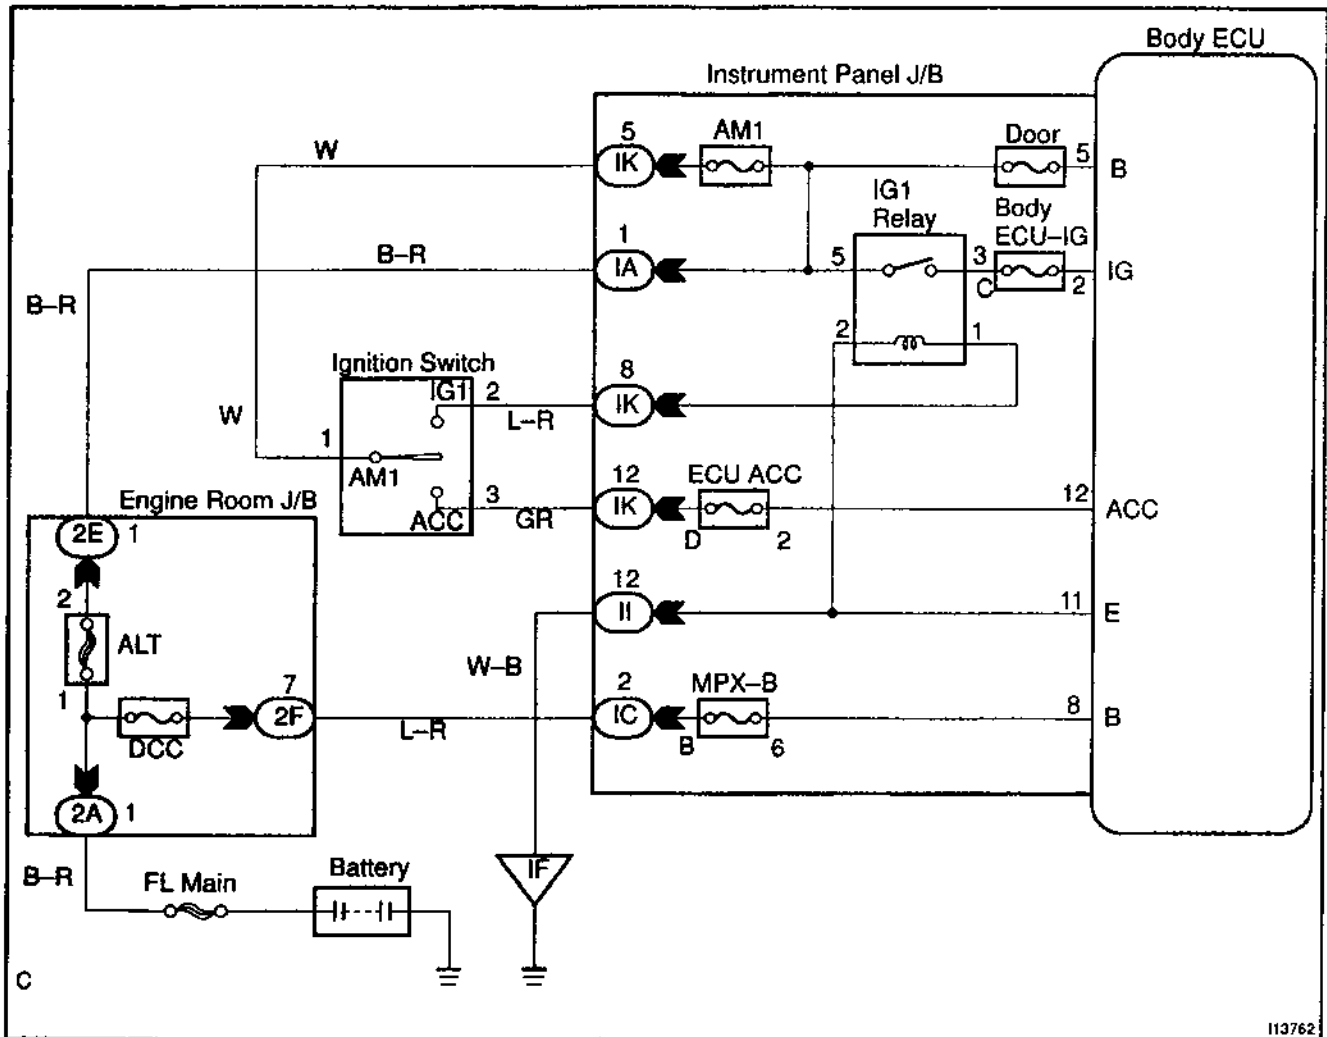 Body ECU
Instrument Panel J/B
5
AM1
Door
W
IK
5
B
IG1
Relay
Body
ECU–IG
1
B–R
IA
5
3
C
2
IG
B–R
2
1
Ignition Switch
8
IG1
2
IK
L–R
W
1
AM1
12
ECU ACC
3
12
ACC
IK
ACC
GR
D
2
Engine Room J/B
2E
1
12
2
II
11
E
ALT
W–B
1
7
2
MPX–B
2F
IC
8
B
DCC
L–R
B
6
2A
1
B–R
FL Main
Battery
IF
C
I13762